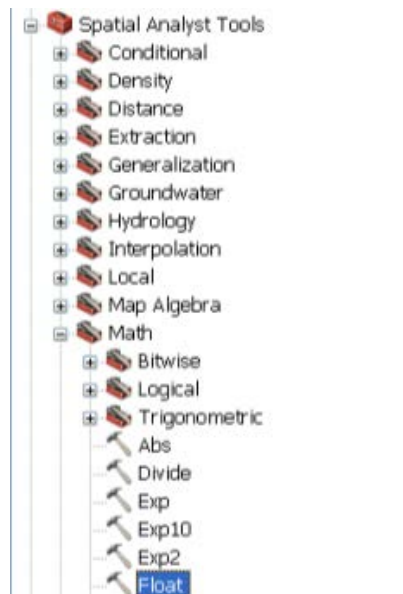 Spatial Analyst Tools
Conditional
Density
Distance
Extraction
Generalization
Groundwater
Hydrology
Interpolation
Local
Map Algebra
Math
Bitwise
Logical
Trigonometric
Abs
Divide
Exp
Exp10
Exp2
Float